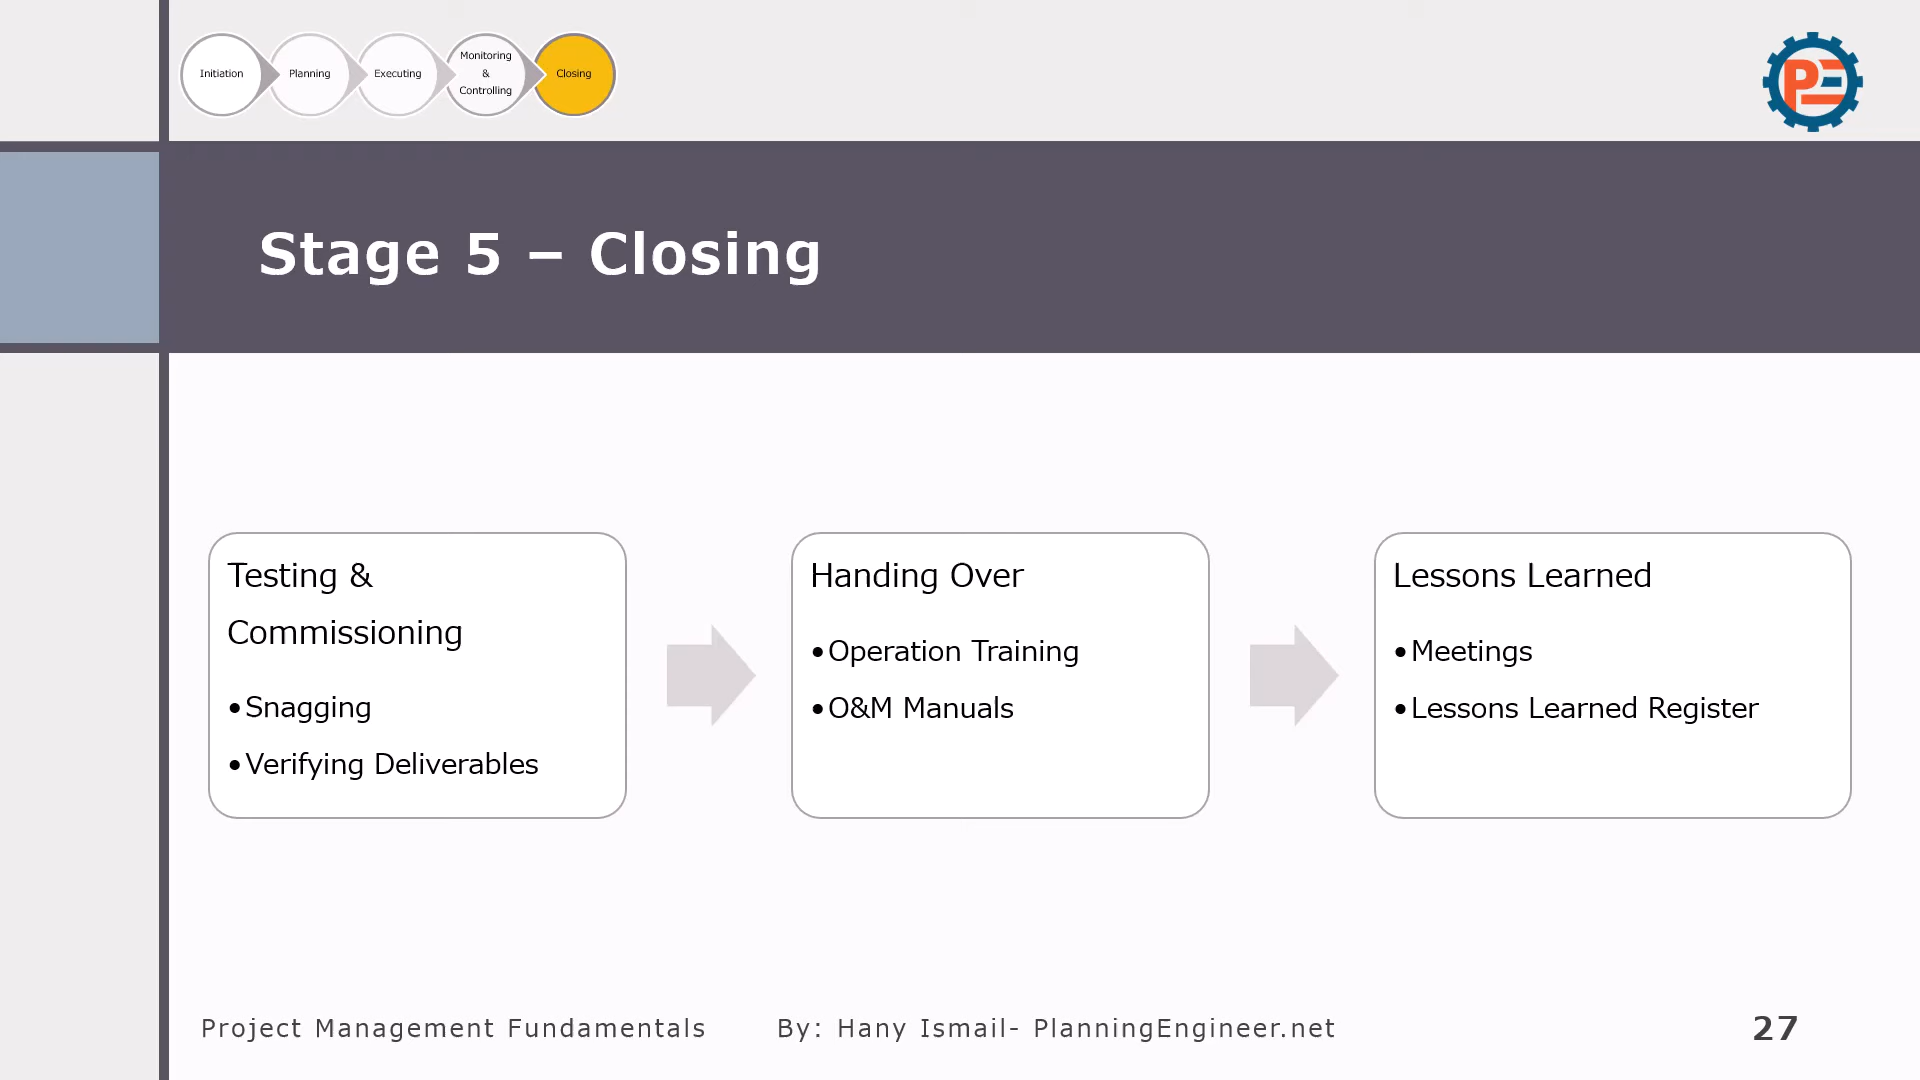 Initiation
Planning
Executing
Monitoring
&
Controlling
Closing
PE
Stage 5 – Closing
Testing &
Commissioning
•Snagging
•Verifying Deliverables
Handing Over
•Operation Training
•O&M Manuals
Lessons Learned
•Meetings
•Lessons Learned Register
Project Management Fundamentals
By: Hany Ismail- PlanningEngineer.net
27